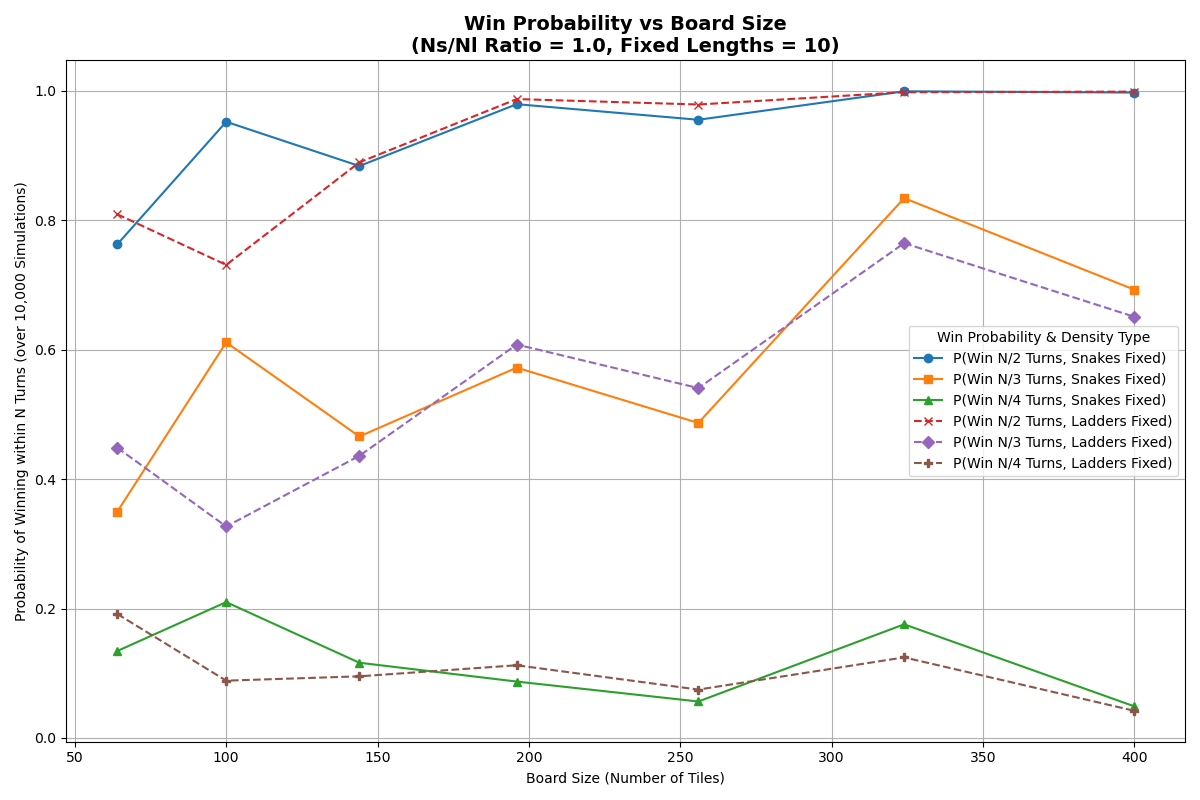 Win Probability vs Board Size
(Ns/Nl Ratio = 1.0, Fixed Lengths = 10)
Probability of Winning within N Turns (over 10,000 Simulations)
1.0
0.8
0.6
0.4
0.2
0.0
Win Probability & Density Type
P(Win N/2 Turns, Snakes Fixed)
P(Win N/3 Turns, Snakes Fixed)
P(Win N/4 Turns, Snakes Fixed)
P(Win N/2 Turns, Ladders Fixed)
P(Win N/3 Turns, Ladders Fixed)
P(Win N/4 Turns, Ladders Fixed)
50 100 150 200 250 300 350 400
Board Size (Number of Tiles)